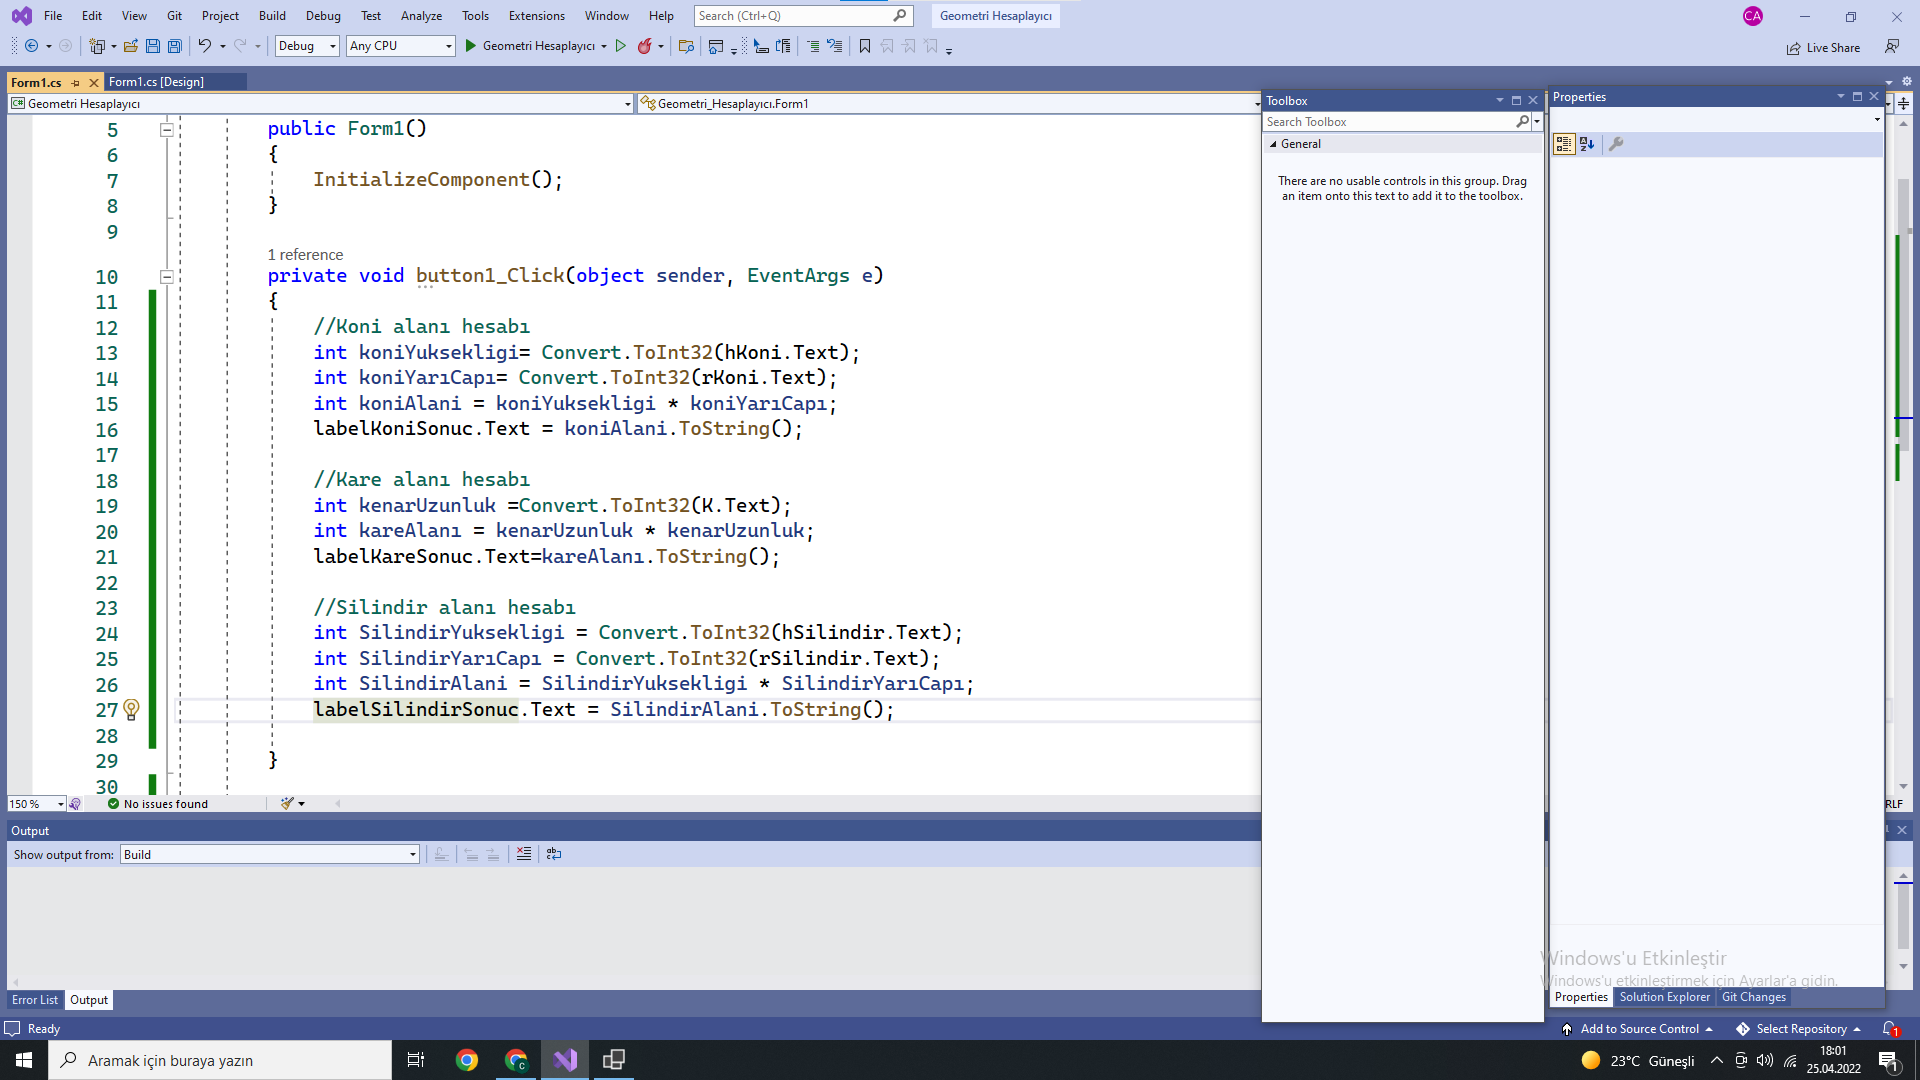 File Edit View Git Project Build Debug Test Analyze Tools Extensions Window Help Search (Ctrl+Q) Geometri Hesaplayıcı CA
Debug Any CPU Geometri Hesaplayıcı Live Share
Form1.cs Form1.cs [Design]
C# Geometri Hesaplayıcı Geometri_Hesaplayıcı.Form1
5 public Form1()
6 {
7 InitializeComponent();
8 }
9
1 reference
10 private void button1_Click(object sender, EventArgs e)
11 {
12 //Koni alanı hesabı
13 int koniYuksekligi= Convert.ToInt32(hKoni.Text);
14 int koniYarıCapı= Convert.ToInt32(rKoni.Text);
15 int koniAlani = koniYuksekligi * koniYarıCapı;
16 labelKoniSonuc.Text = koniAlani.ToString();
17
18 //Kare alanı hesabı
19 int kenarUzunluk =Convert.ToInt32(K.Text);
20 int kareAlanı = kenarUzunluk * kenarUzunluk;
21 labelKareSonuc.Text=kareAlanı.ToString();
22
23 //Silindir alanı hesabı
24 int SilindirYuksekligi = Convert.ToInt32(hSilindir.Text);
25 int SilindirYarıCapı = Convert.ToInt32(rSilindir.Text);
26 int SilindirAlani = SilindirYuksekligi * SilindirYarıCapı;
27 labelSilindirSonuc.Text = SilindirAlani.ToString();
28
29 }
30
150 % No issues found RLF
Toolbox
Search Toolbox
General
There are no usable controls in this group. Drag
an item onto this text to add it to the toolbox.
Properties
Output
Show output from: Build
Error List Output
Windows'u Etkinleştir
Windows'u etkinleştirmek için Ayarlar'a gidin.
Properties Solution Explorer Git Changes
Ready Add to Source Control Select Repository 1
Aramak için buraya yazın 23°C Güneşli 18:01
25.04.2022 1